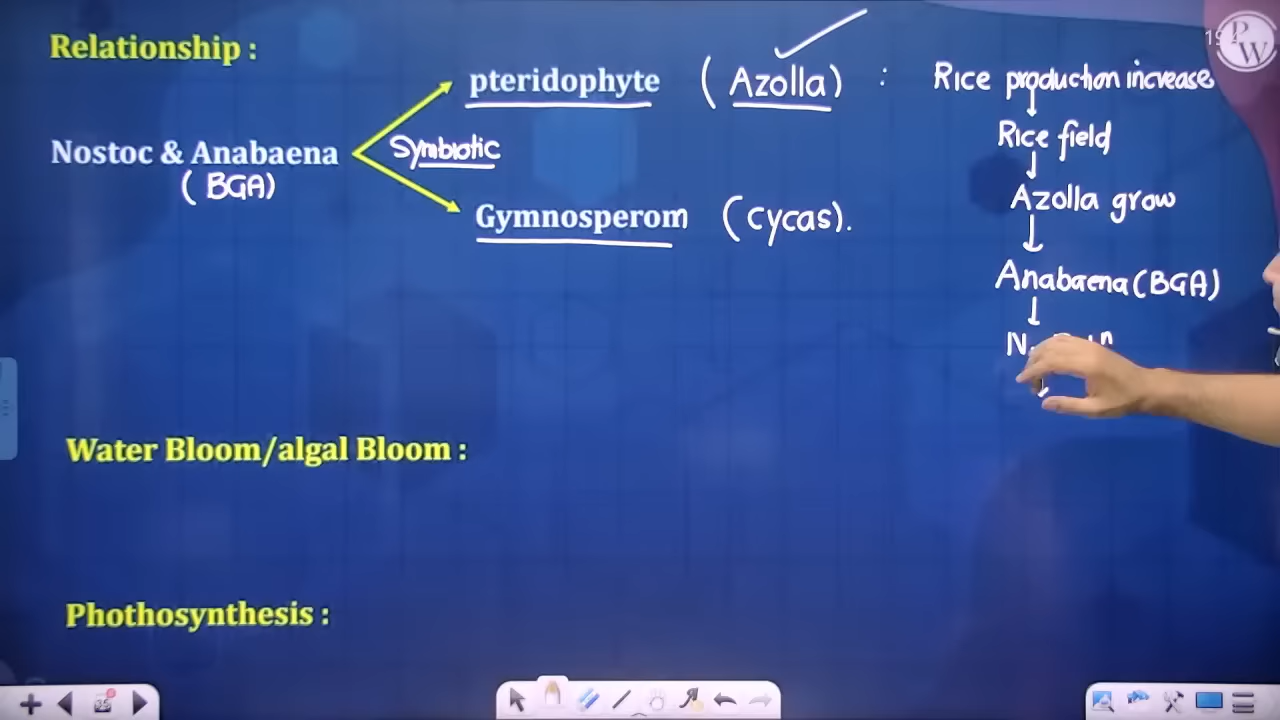 Relationship :
pteridophyte (Azolla) : Rice production increase
Rice field
Nostoc & Anabaena Symbiotic
(BGA)
Azolla grow
Gymnosperom (Cycas).
Anabaena (BGA)
Water Bloom/algal Bloom :
Phothosynthesis :
PW